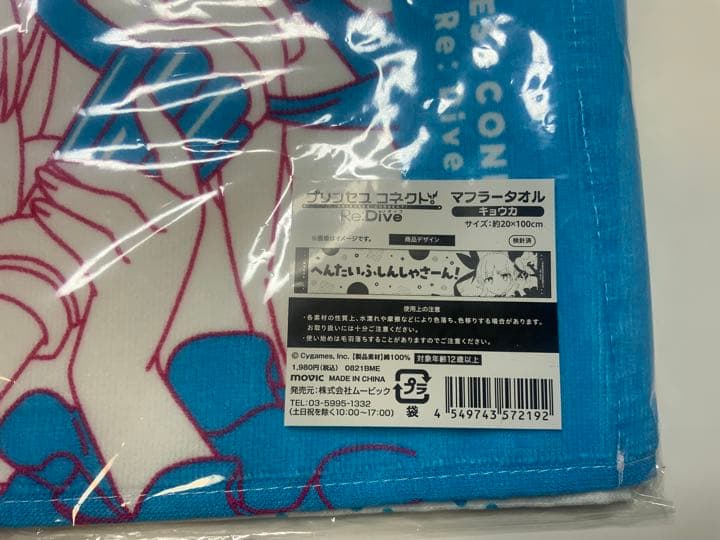 ESS CONN
Re: Dive
プリンセスコネクト!
PRINCESS CONNECT!
Re:Dive
マフラータオル
キョウカ
サイズ:約20×100cm
※画像はイメージです。
商品デザイン
検針済
へんたいふしんしゃさーん!
使用上の注意
・各素材の性質上、水濡れや摩擦などにより色落ち、色移りする場合があります。
お取り扱いには十分ご注意ください。
・使い始めは毛羽落ちすることがありますのでご注意ください。
© Cygames, Inc. 【製品素材】綿100%
対象年齢12歳以上
1,980円(税込) 0821BME
movic MADE IN CHINA
発売元:株式会社ムービック
TEL:03-5995-1332
(土日祝を除く10:00~17:00)
プラ
袋
4 549743 572192